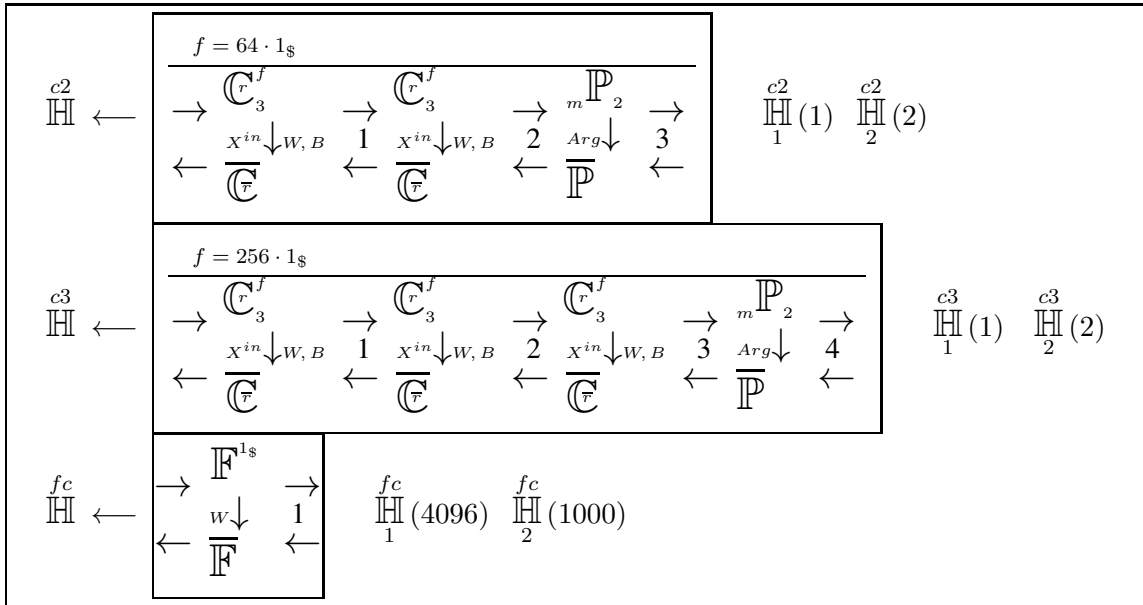 f = 64 · 1$
ℂ r f 3 ℂ r f 3 m ℙ 2
c2 ℍ ← → → → → c2 ℍ 1 (1) c2 ℍ 2 (2)
X^in ↓ W, B 1 X^in ↓ W, B 2 Arg ↓ 3
← ℂ̅ r̅ ← ℂ̅ r̅ ← ℙ̅ ←
f = 256 · 1$
ℂ r f 3 ℂ r f 3 ℂ r f 3 m ℙ 2
c3 ℍ ← → → → → → c3 ℍ 1 (1) c3 ℍ 2 (2)
X^in ↓ W, B 1 X^in ↓ W, B 2 X^in ↓ W, B 3 Arg ↓ 4
← ℂ̅ r̅ ← ℂ̅ r̅ ← ℂ̅ r̅ ← ℙ̅ ←
𝔽 1$
fc ℍ ← → → fc ℍ 1 (4096) fc ℍ 2 (1000)
W ↓ 1
← 𝔽̅ ←